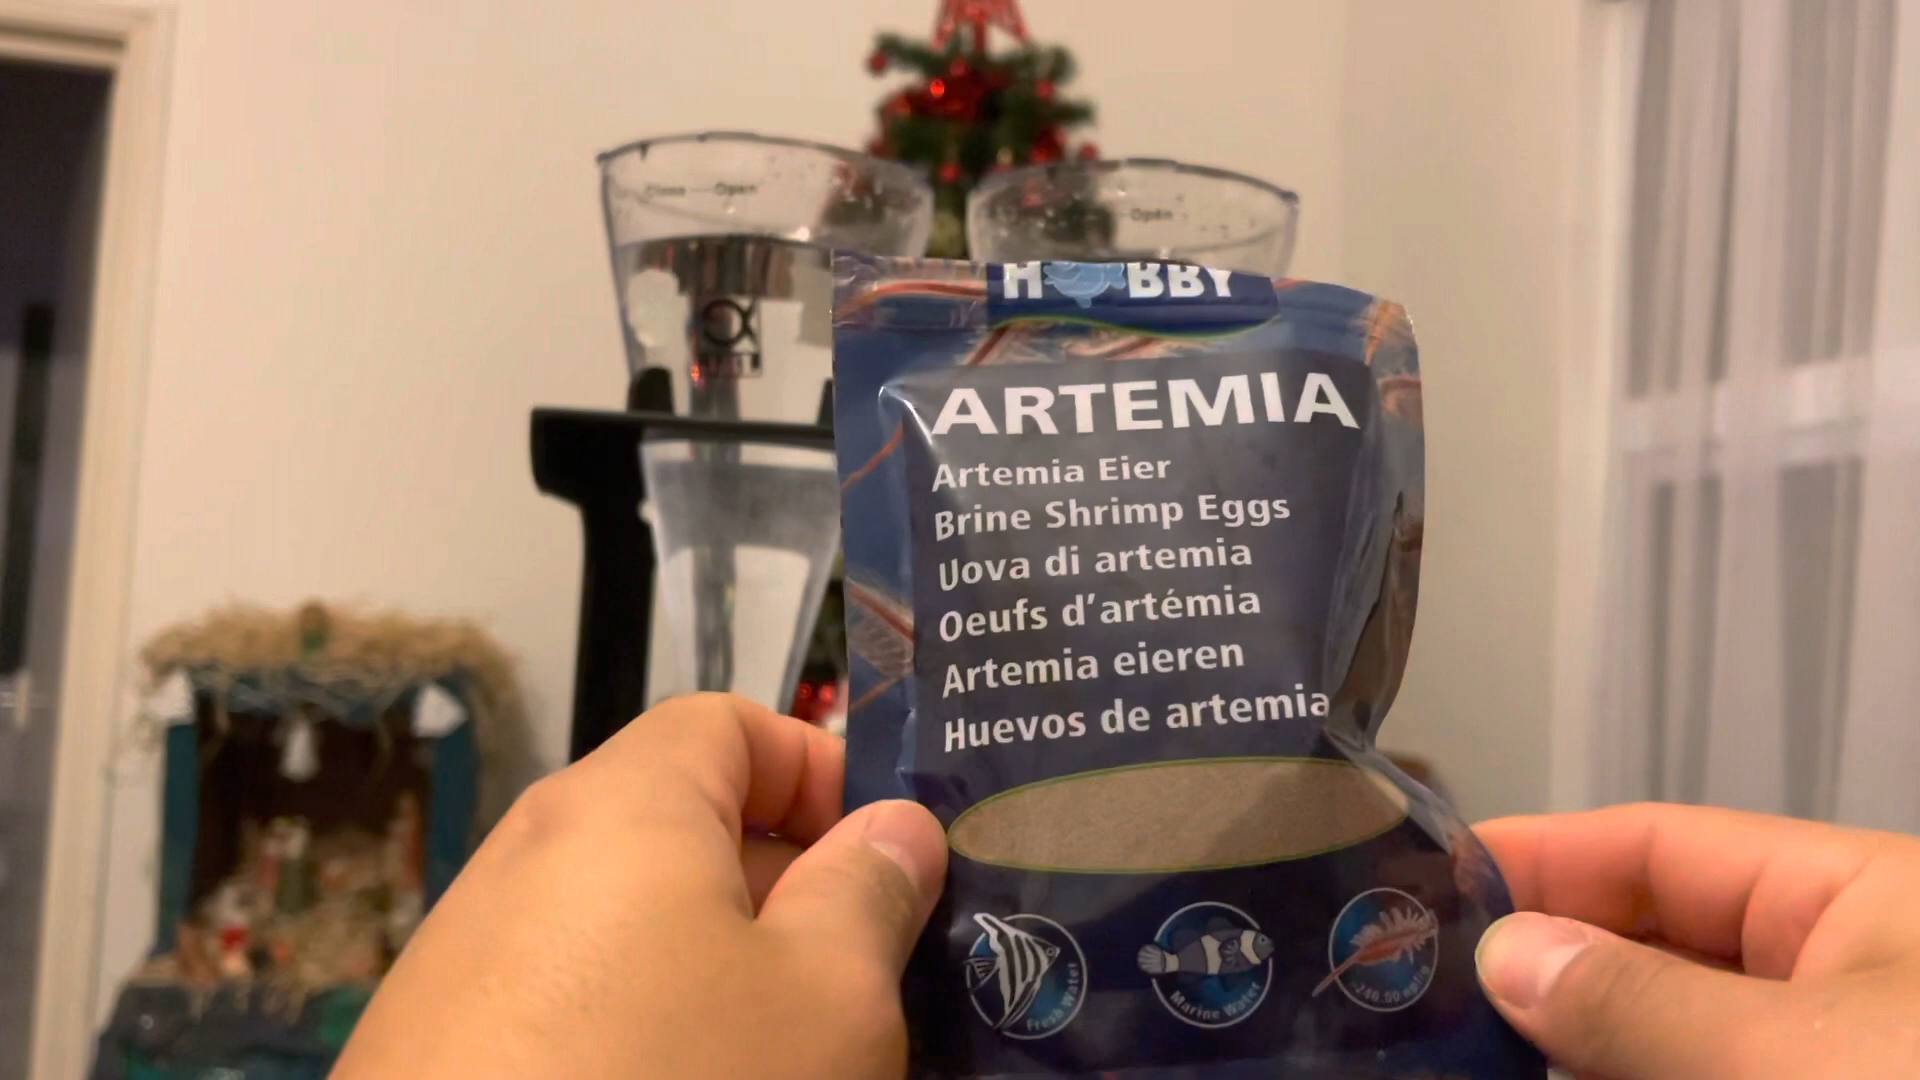 Close Open
Open
HOBBY
ARTEMIA
Artemia Eier
Brine Shrimp Eggs
Uova di artemia
Oeufs d'artémia
Artemia eieren
Huevos de artemia
Fresh Water
Marine Water